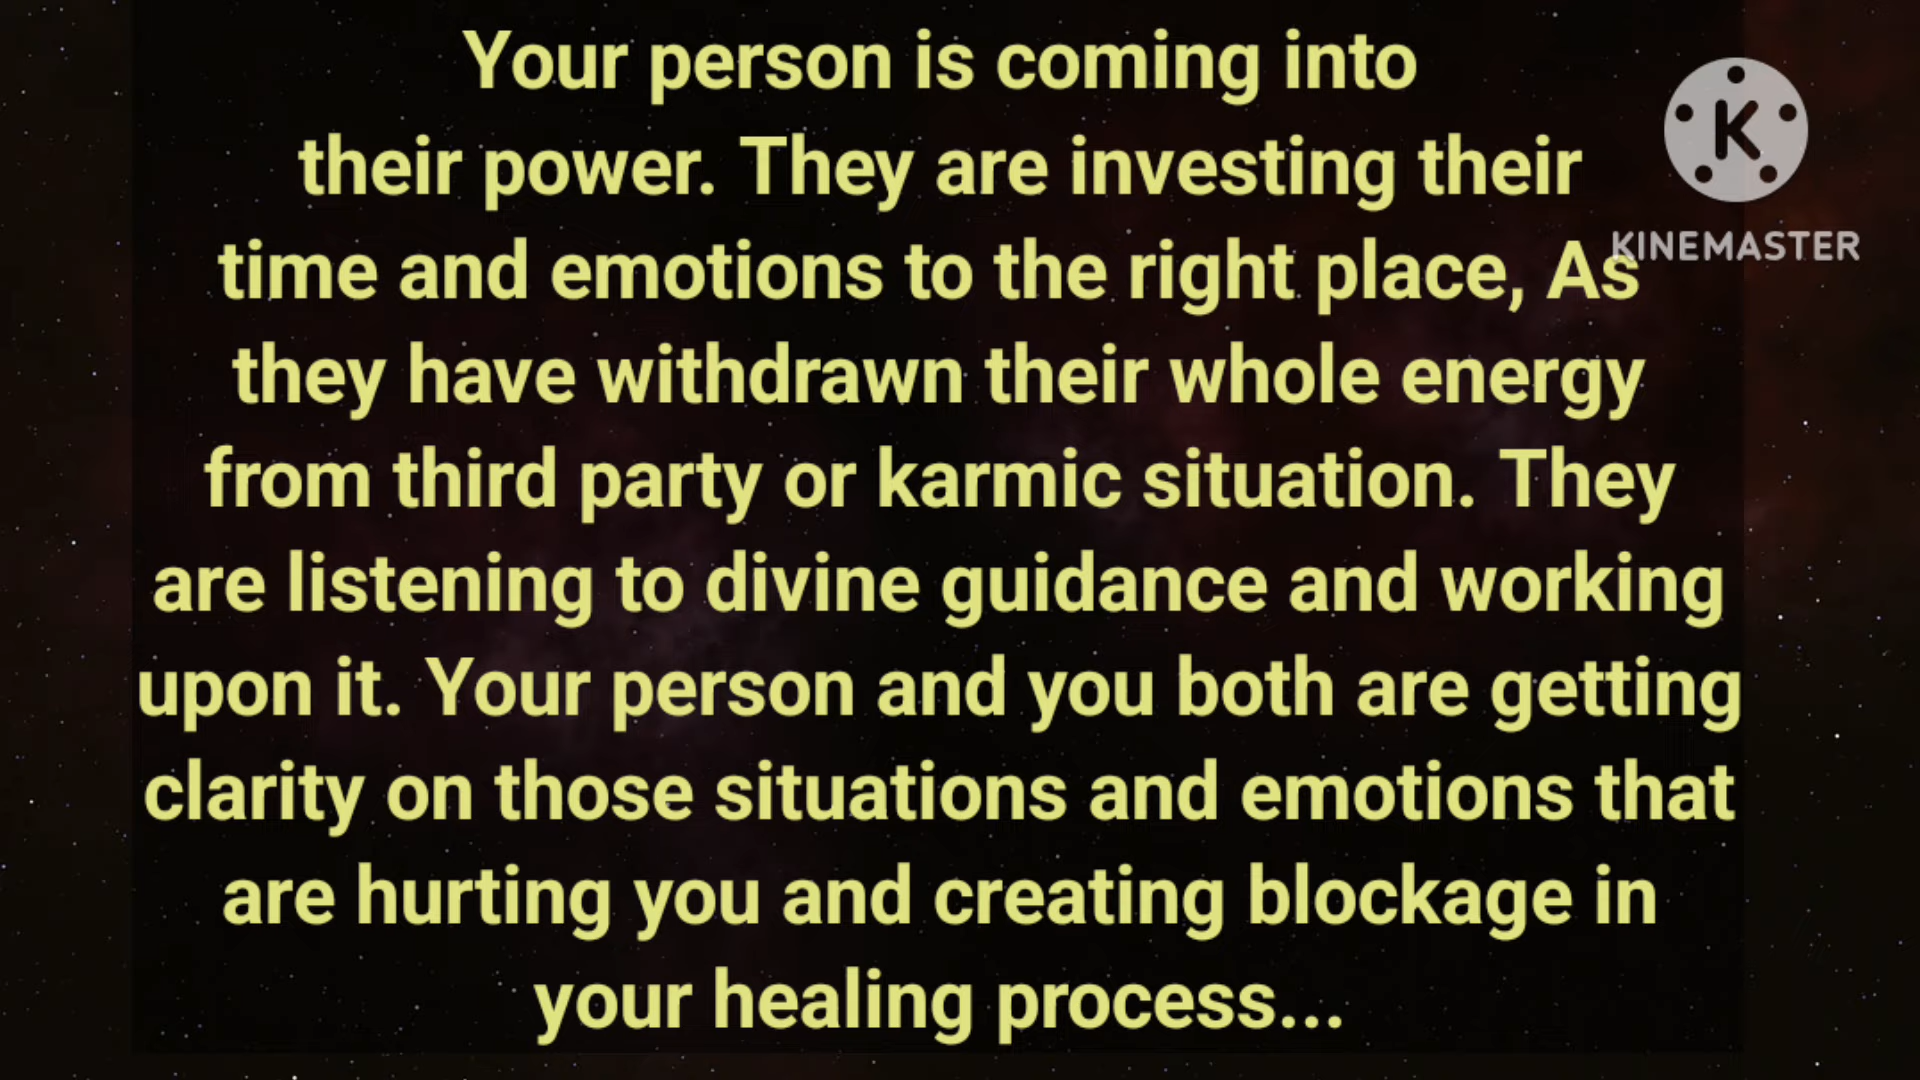 Your person is coming into
their power. They are investing their
time and emotions to the right place, As
they have withdrawn their whole energy
from third party or karmic situation. They
are listening to divine guidance and working
upon it. Your person and you both are getting
clarity on those situations and emotions that
are hurting you and creating blockage in
your healing process...
K
KINEMASTER